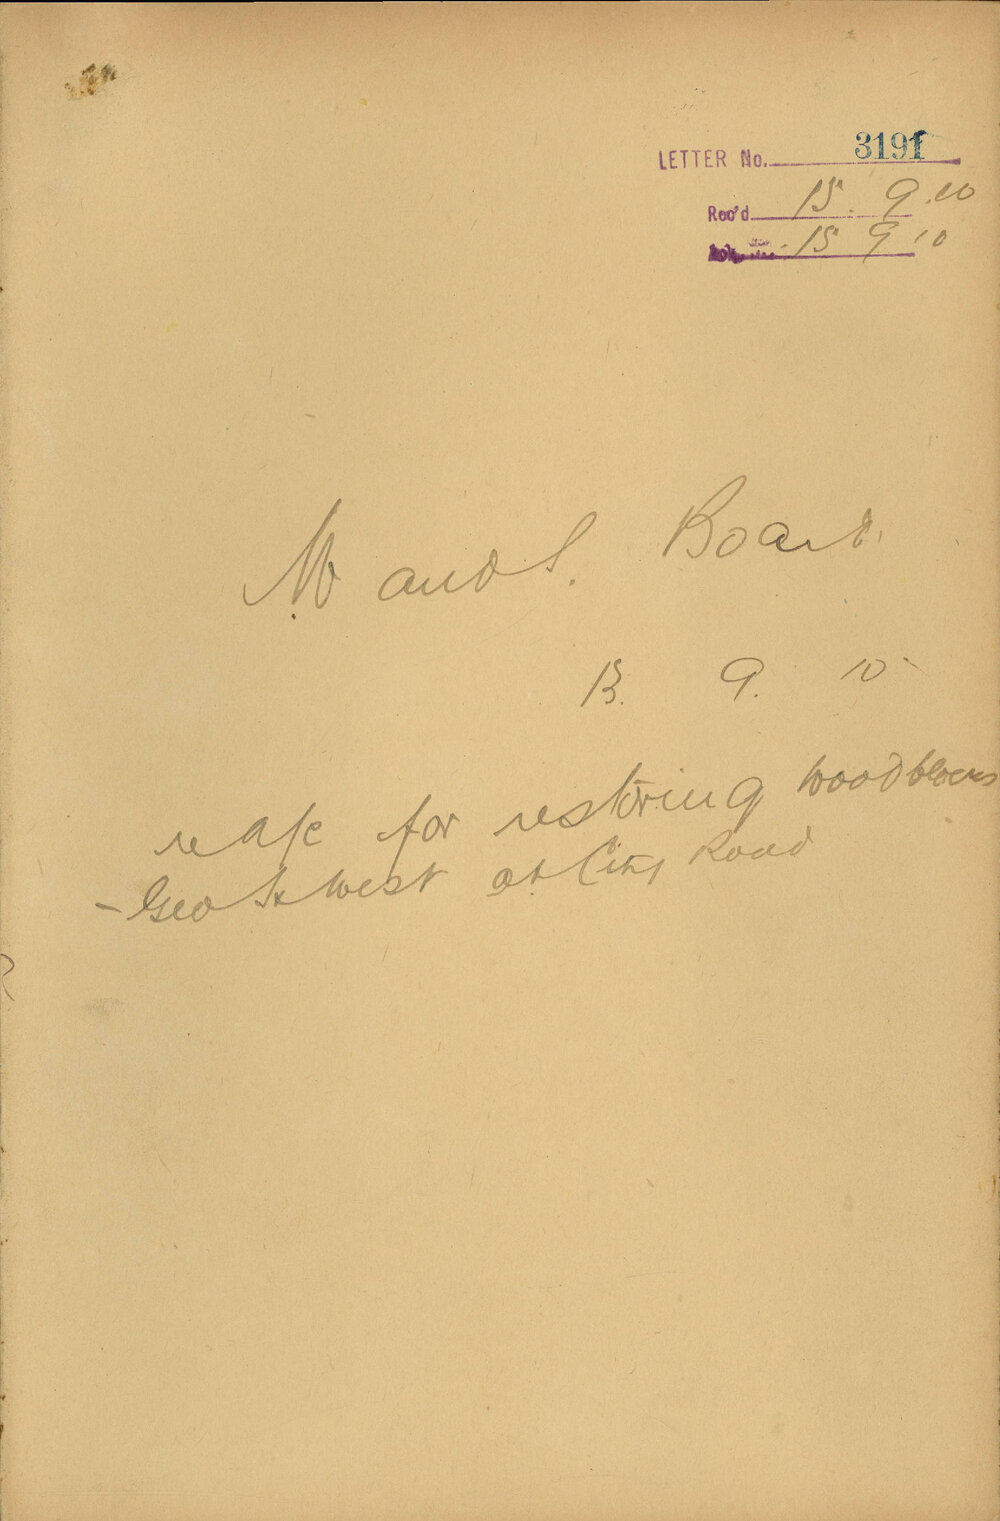 LETTER No. 3191
Rec'd 15. 9.10
15 9 10
W and S. Board.
13. 9. 10
re a/c for restoring woodblocks
- Geo St West at City Road